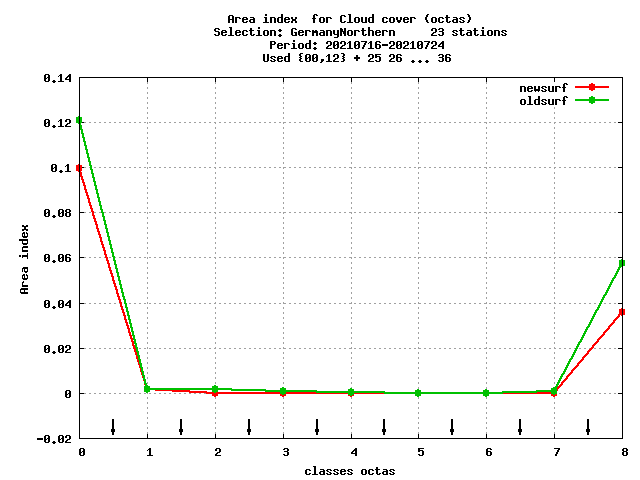 Area index  for Cloud cover (octas)
Selection: GermanyNorthern     23 stations
Period: 20210716-20210724
Used {00,12} + 25 26 ... 36
newsurf
oldsurf
0.14
0.12
0.1
0.08
0.06
0.04
0.02
0
-0.02
Area index
0 1 2 3 4 5 6 7 8
classes octas